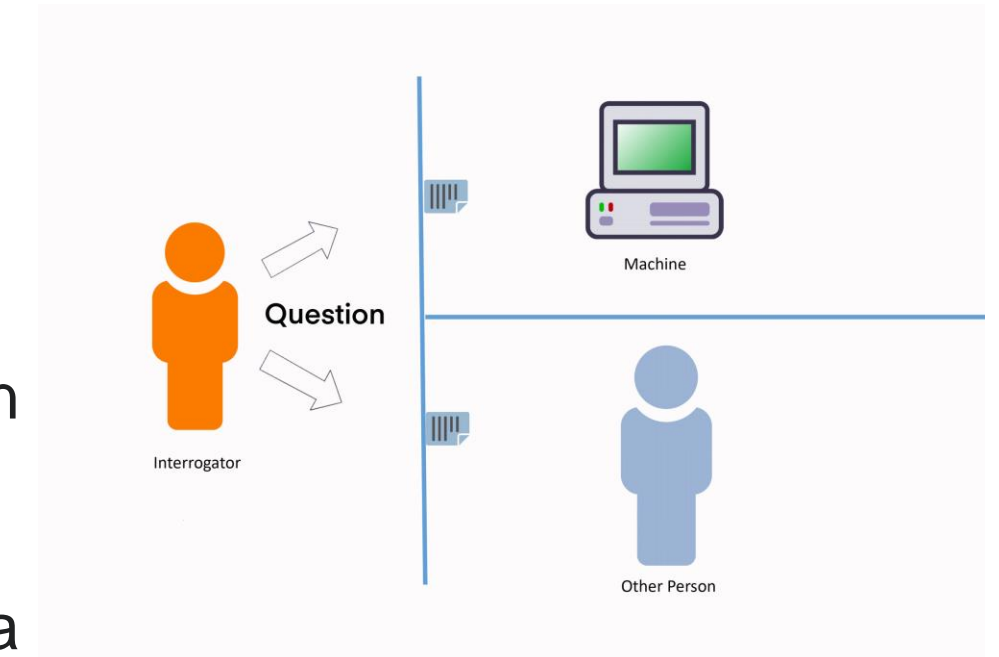 Machine
Question
n
Interrogator
Other Person
a